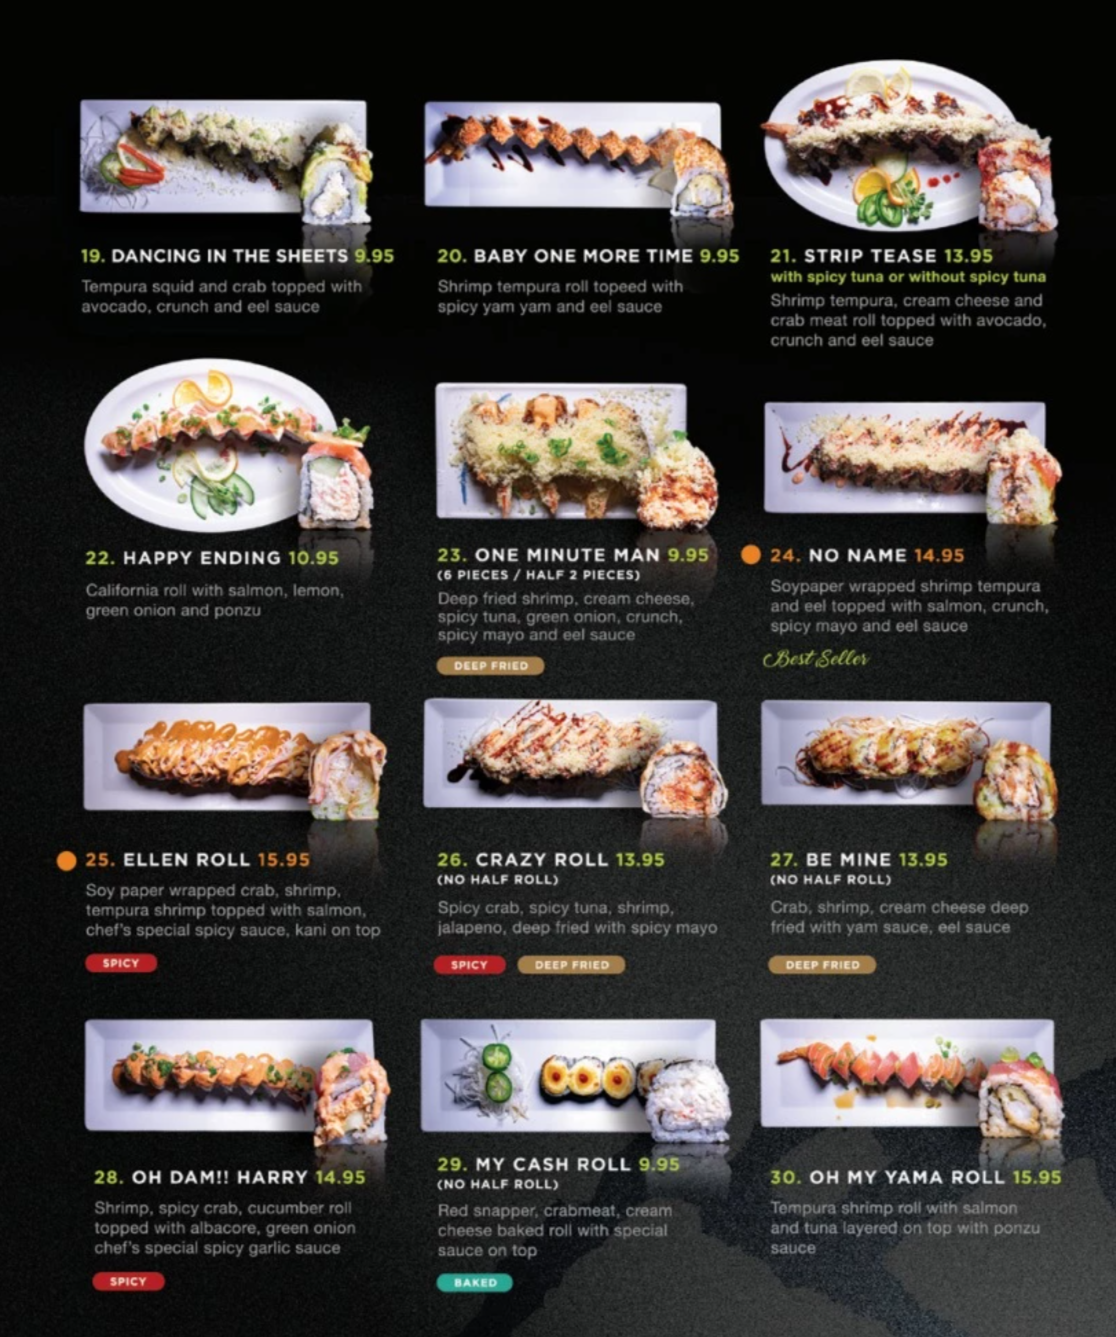 19. DANCING IN THE SHEETS 9.95
Tempura squid and crab topped with
avocado, crunch and eel sauce
20. BABY ONE MORE TIME 9.95
Shrimp tempura roll topeed with
spicy yam yam and eel sauce
21. STRIP TEASE 13.95
with spicy tuna or without spicy tuna
Shrimp tempura, cream cheese and
crab meat roll topped with avocado,
crunch and eel sauce
22. HAPPY ENDING 10.95
California roll with salmon, lemon,
green onion and ponzu
23. ONE MINUTE MAN 9.95
(6 PIECES / HALF 2 PIECES)
Deep fried shrimp, cream cheese,
spicy tuna, green onion, crunch,
spicy mayo and eel sauce
DEEP FRIED
24. NO NAME 14.95
Soypaper wrapped shrimp tempura
and eel topped with salmon, crunch,
spicy mayo and eel sauce
Best Seller
25. ELLEN ROLL 15.95
Soy paper wrapped crab, shrimp,
tempura shrimp topped with salmon,
chef's special spicy sauce, kani on top
SPICY
26. CRAZY ROLL 13.95
(NO HALF ROLL)
Spicy crab, spicy tuna, shrimp,
jalapeno, deep fried with spicy mayo
SPICY DEEP FRIED
27. BE MINE 13.95
(NO HALF ROLL)
Crab, shrimp, cream cheese deep
fried with yam sauce, eel sauce
DEEP FRIED
28. OH DAM!! HARRY 14.95
Shrimp, spicy crab, cucumber roll
topped with albacore, green onion
chef's special spicy garlic sauce
SPICY
29. MY CASH ROLL 9.95
(NO HALF ROLL)
Red snapper, crabmeat, cream
cheese baked roll with special
sauce on top
BAKED
30. OH MY YAMA ROLL 15.95
Tempura shrimp roll with salmon
and tuna layered on top with ponzu
sauce